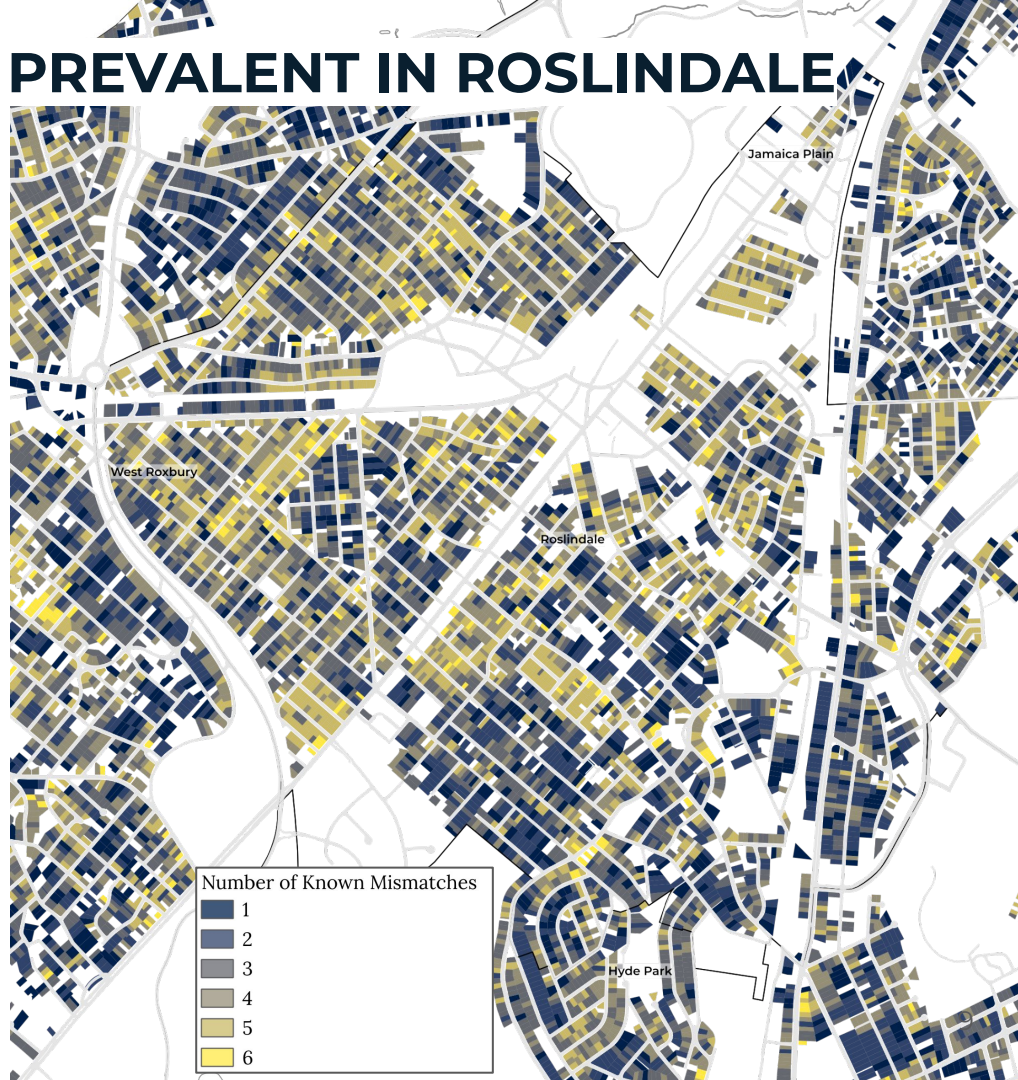 PREVALENT IN ROSLINDALE
Jamaica Plain
West Roxbury
Roslindale
Number of Known Mismatches
1
2
3
4
5
6
Hyde Park